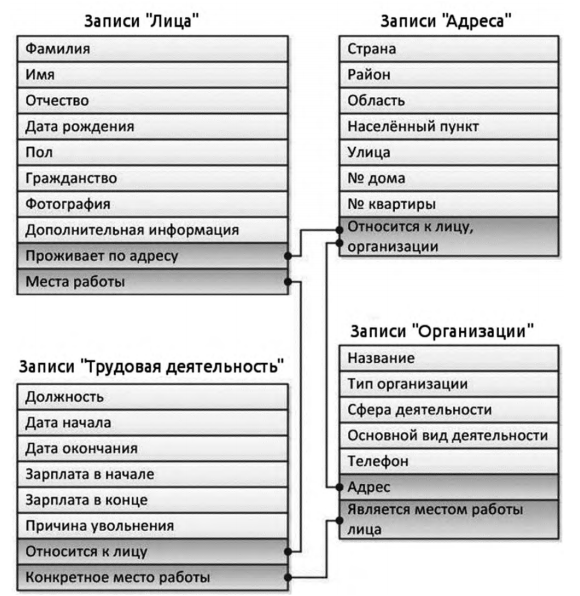 Записи "Лица"
Фамилия
Имя
Отчество
Дата рождения
Пол
Гражданство
Фотография
Дополнительная информация
Проживает по адресу
Места работы
Записи "Адреса"
Страна
Район
Область
Населённый пункт
Улица
№ дома
№ квартиры
Относится к лицу,
организации
Записи "Трудовая деятельность"
Должность
Дата начала
Дата окончания
Зарплата в начале
Зарплата в конце
Причина увольнения
Относится к лицу
Конкретное место работы
Записи "Организации"
Название
Тип организации
Сфера деятельности
Основной вид деятельности
Телефон
Адрес
Является местом работы
лица